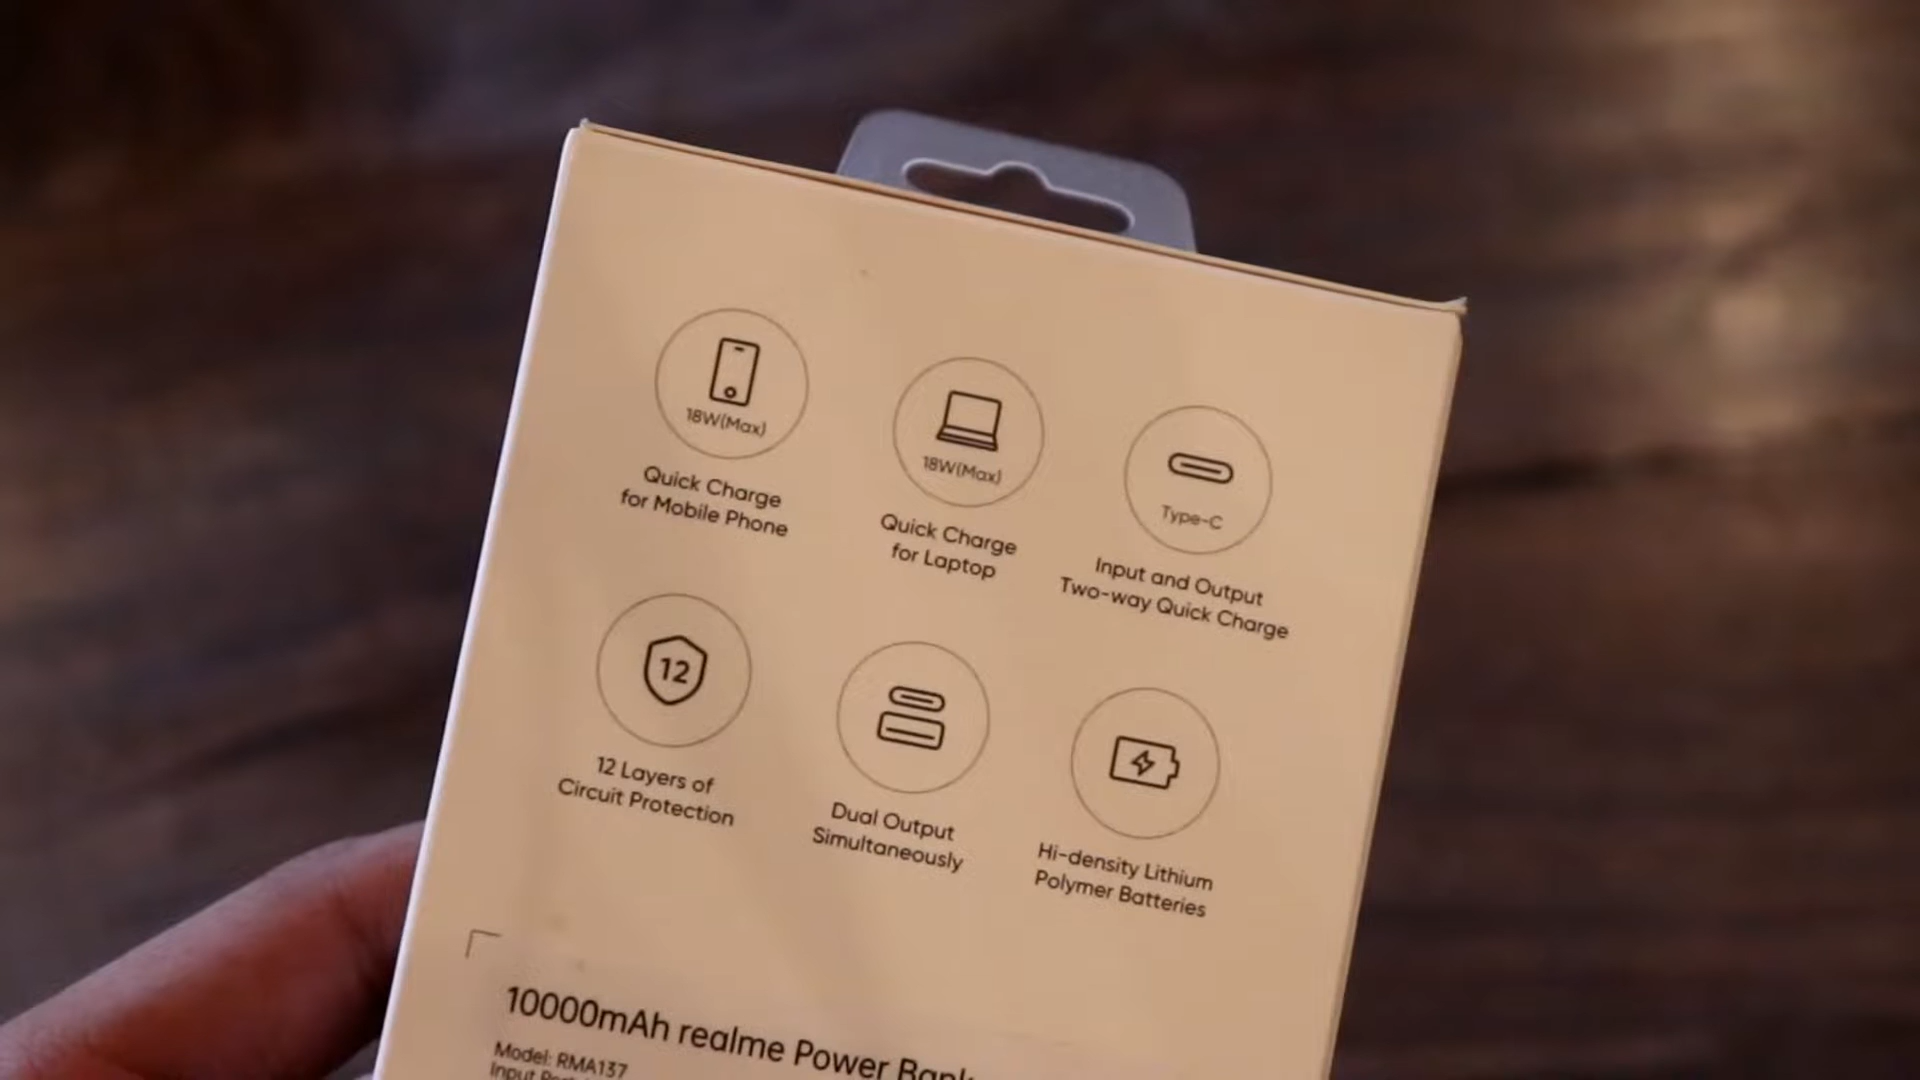 18W(Max)
Quick Charge
for Mobile Phone
18W(Max)
Quick Charge
for Laptop
Type-C
Input and Output
Two-way Quick Charge
12
12 Layers of
Circuit Protection
Dual Output
Simultaneously
Hi-density Lithium
Polymer Batteries
10000mAh realme Power Bank
Model: RMA137
Input